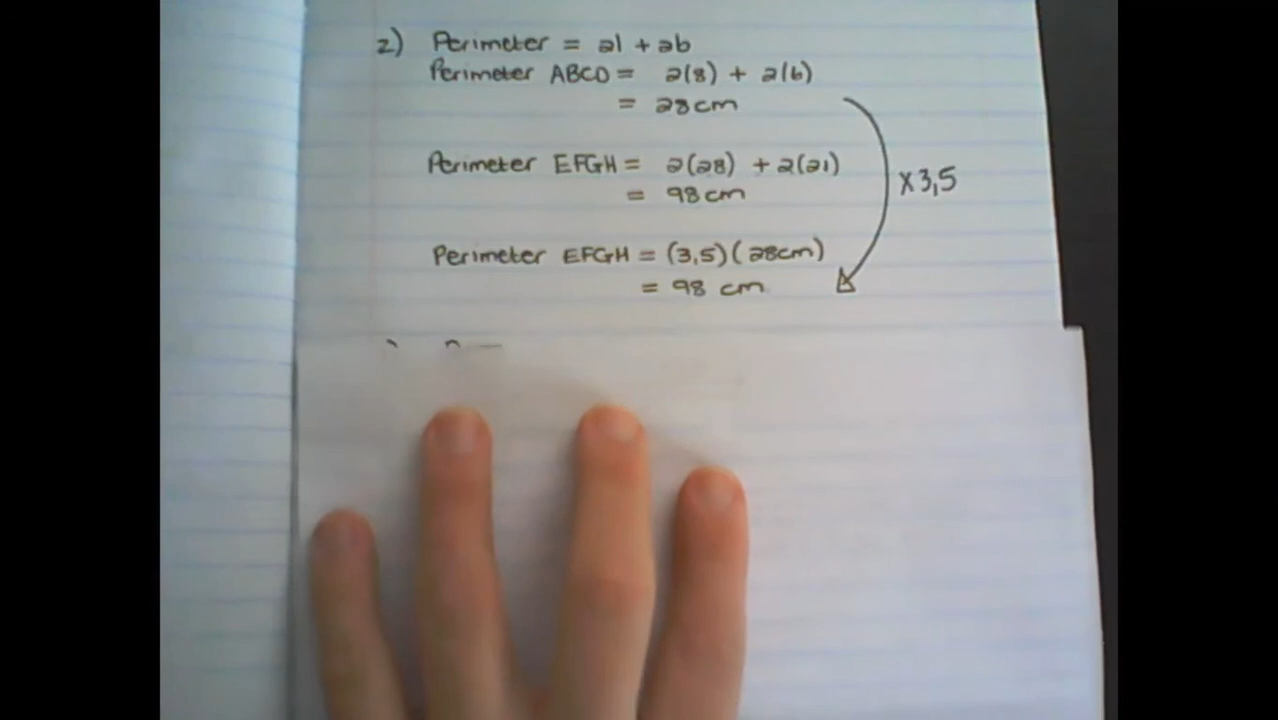 2) Perimeter = 2l + 2b
Perimeter ABCD = 2(8) + 2(6)
= 28cm
Perimeter EFGH = 2(28) + 2(21)
= 98cm
x3,5
Perimeter EFGH = (3,5)(28cm)
= 98 cm